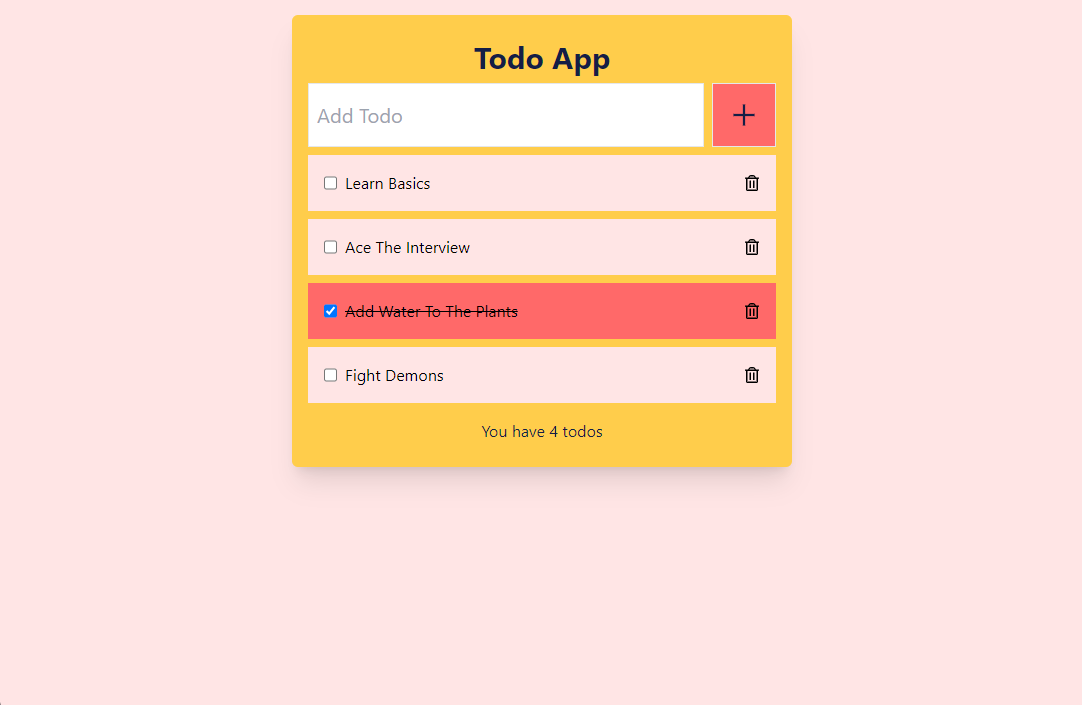 Todo App
Add Todo
Learn Basics
Ace The Interview
Add Water To The Plants
Fight Demons
You have 4 todos